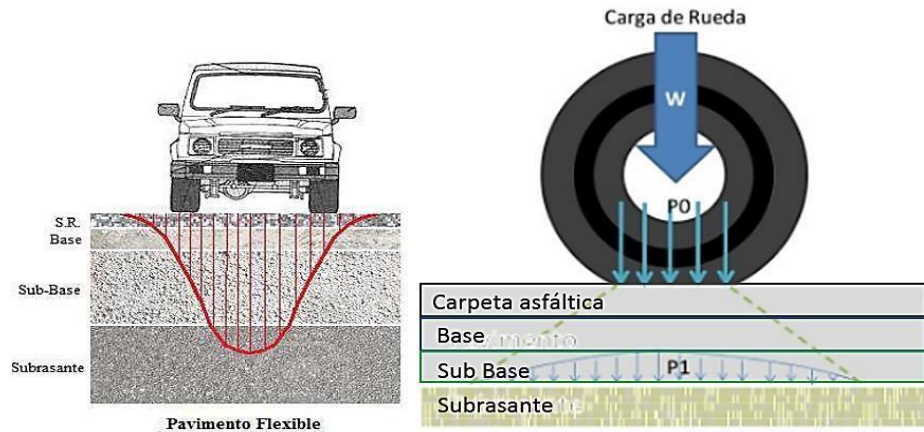 S.R.
Base
Sub-Base
Subrasante
Pavimento Flexible
Carga de Rueda
W
P0
Carpeta asfáltica
Base
Sub Base
P1
Subrasante